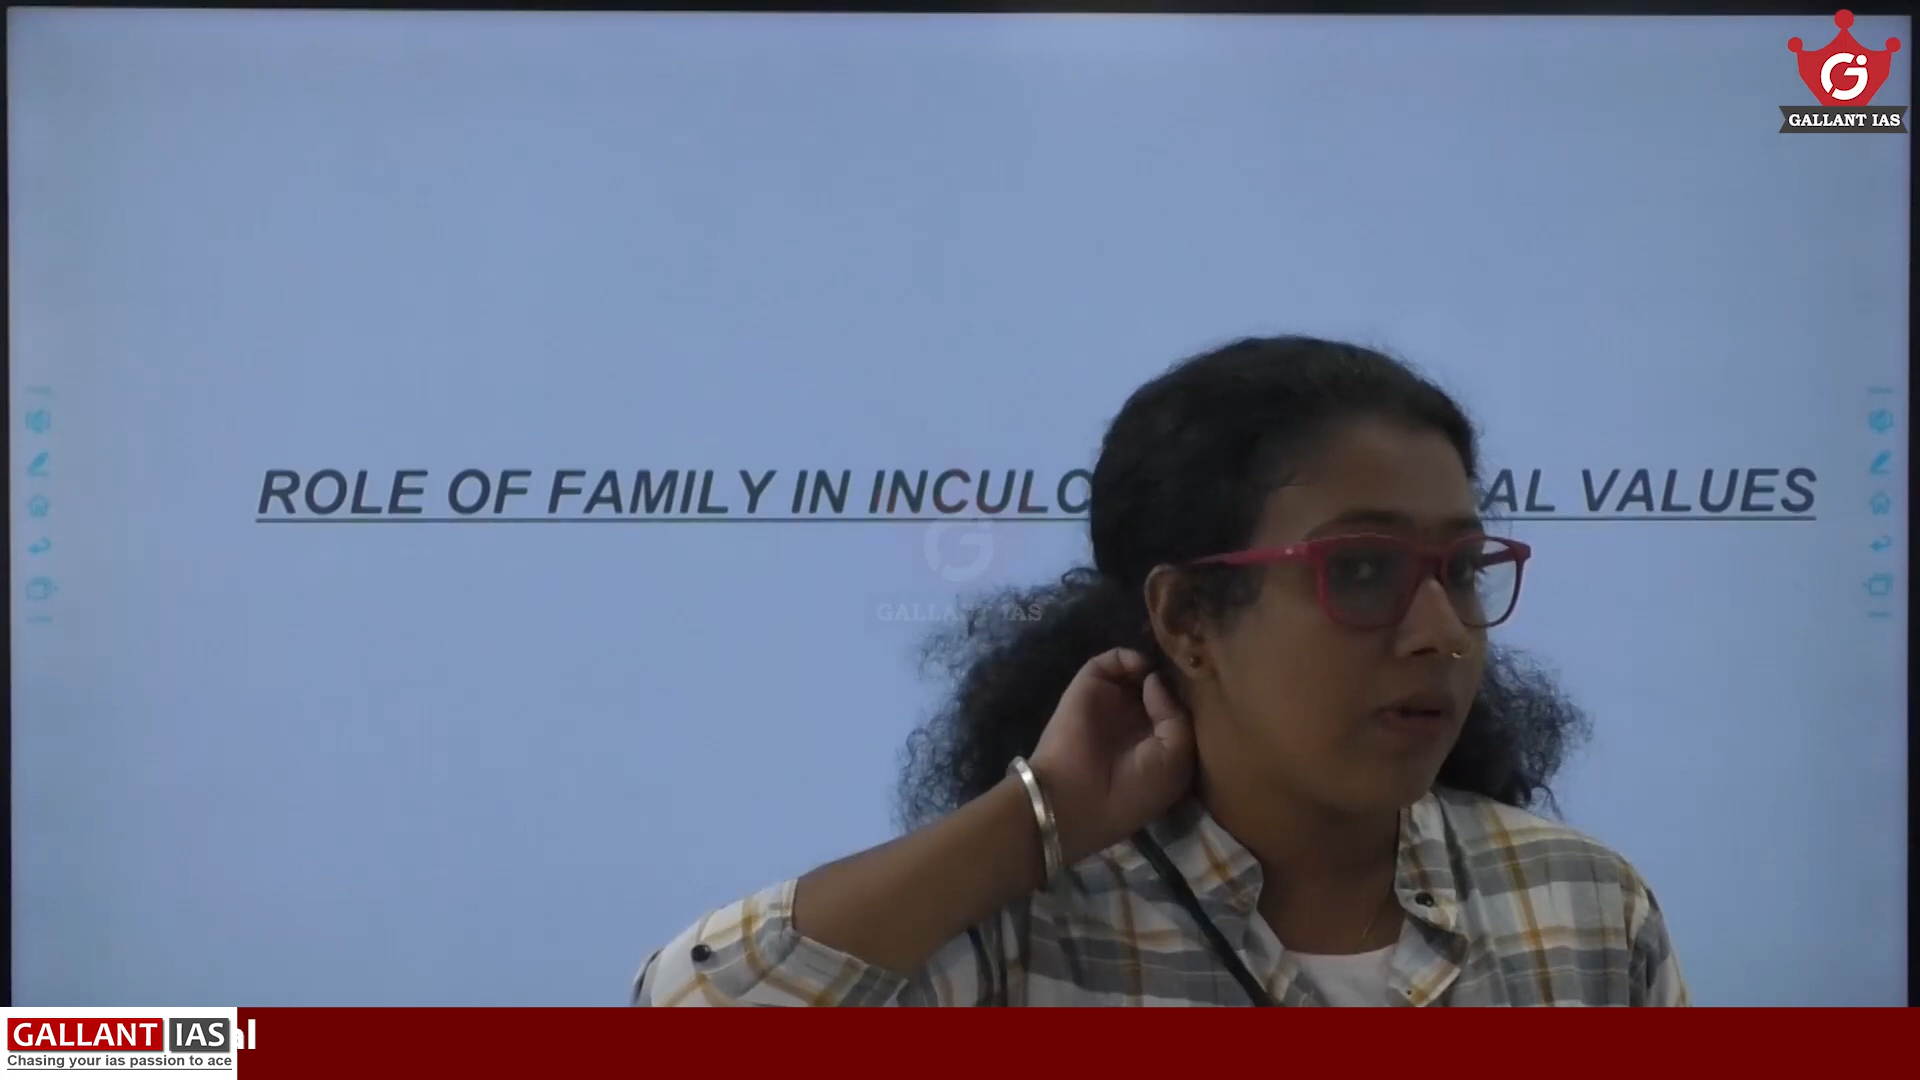 GALLANT IAS
ROLE OF FAMILY IN INCULC AL VALUES
GALLANT IAS
GALLANT IAS al
Chasing your ias passion to ace